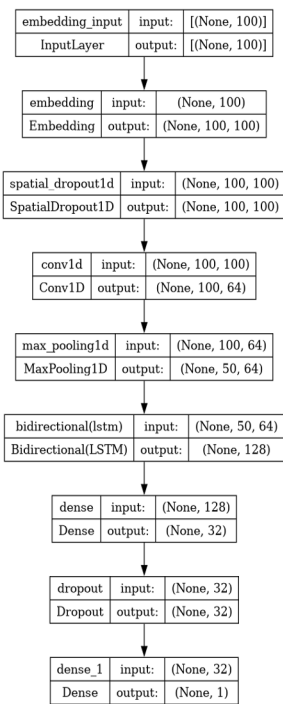 embedding_input input: [(None, 100)]
InputLayer output: [(None, 100)]
embedding input: (None, 100)
Embedding output: (None, 100, 100)
spatial_dropout1d input: (None, 100, 100)
SpatialDropout1D output: (None, 100, 100)
conv1d input: (None, 100, 100)
Conv1D output: (None, 100, 64)
max_pooling1d input: (None, 100, 64)
MaxPooling1D output: (None, 50, 64)
bidirectional(lstm) input: (None, 50, 64)
Bidirectional(LSTM) output: (None, 128)
dense input: (None, 128)
Dense output: (None, 32)
dropout input: (None, 32)
Dropout output: (None, 32)
dense_1 input: (None, 32)
Dense output: (None, 1)